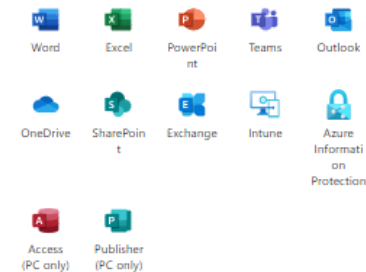 Word Excel PowerPoi Teams Outlook
nt
OneDrive SharePoin Exchange Intune Azure
t Informati
on
Protection
Access Publisher
(PC only) (PC only)